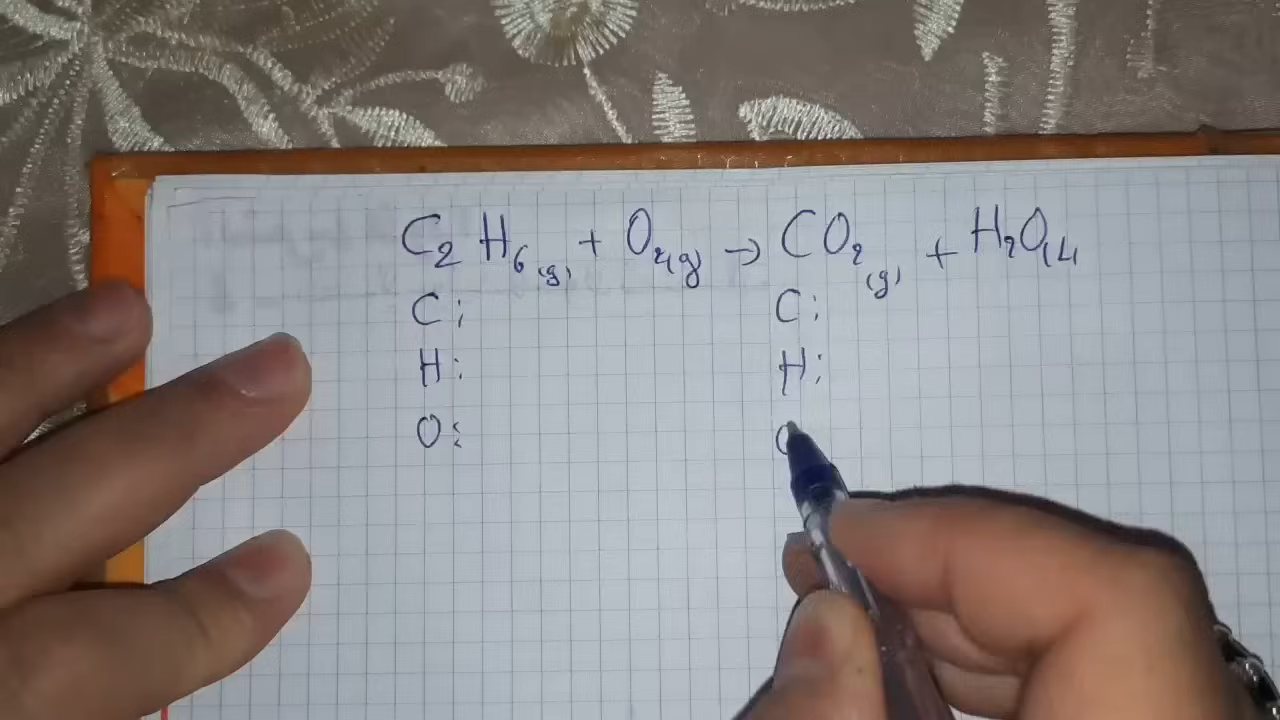 C₂H₆(g) + O₂(g) → CO₂(g) + H₂O(L
C: C:
H: H:
O: O